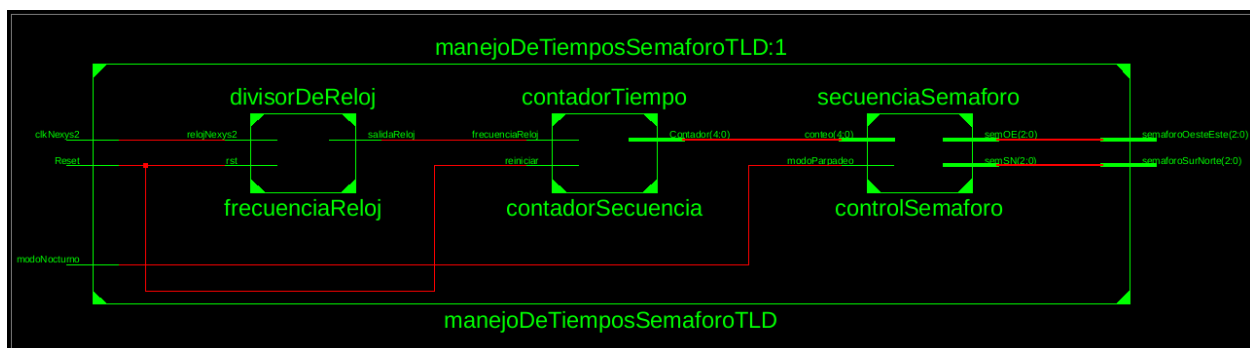 manejoDeTiemposSemaforoTLD:1
divisorDeReloj
contadorTiempo
secuenciaSemaforo
clkNexys2
relojNexys2
salidaReloj
frecuenciaReloj
Contador(4:0)
conteo(4:0)
semOE(2:0)
semaforoOesteEste(2:0)
Reset
rst
reiniciar
modoParpadeo
semSN(2:0)
semaforoSurNorte(2:0)
frecuenciaReloj
contadorSecuencia
controlSemaforo
modoNocturno
manejoDeTiemposSemaforoTLD